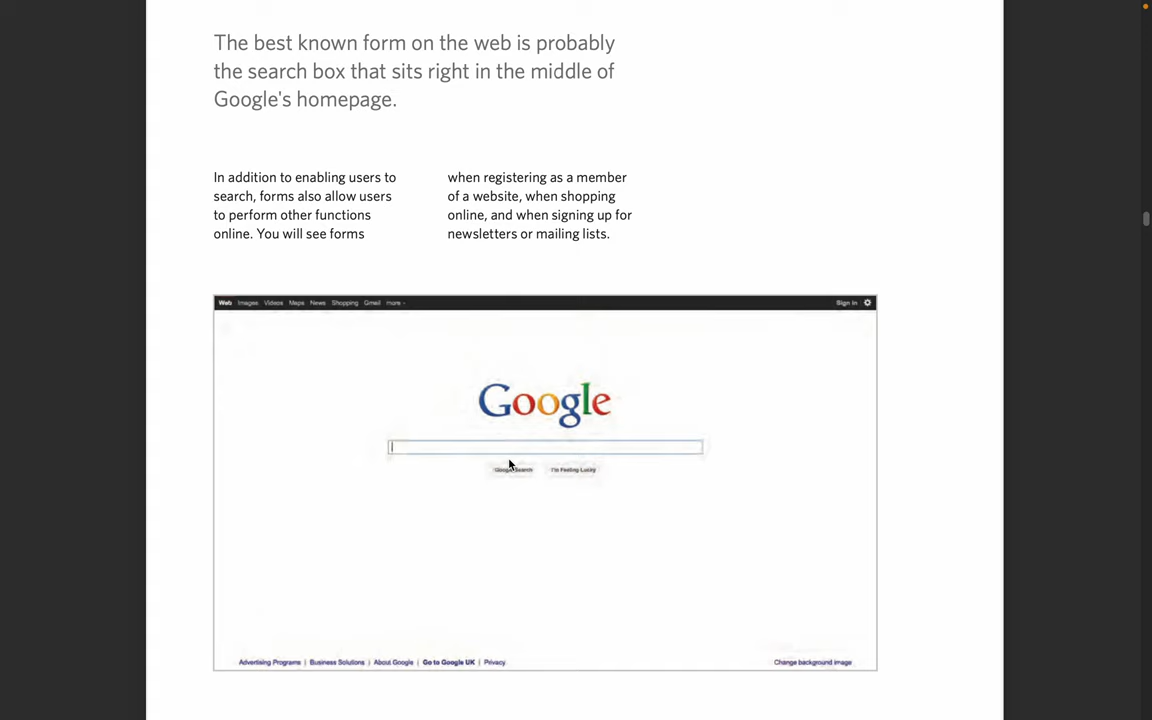 The best known form on the web is probably
the search box that sits right in the middle of
Google's homepage.
In addition to enabling users to
search, forms also allow users
to perform other functions
online. You will see forms
when registering as a member
of a website, when shopping
online, and when signing up for
newsletters or mailing lists.
Web Images Videos Maps News Shopping Gmail more Sign in
Google
Google Search I'm Feeling Lucky
Advertising Programs | Business Solutions | About Google | Go to Google UK | Privacy Change background image